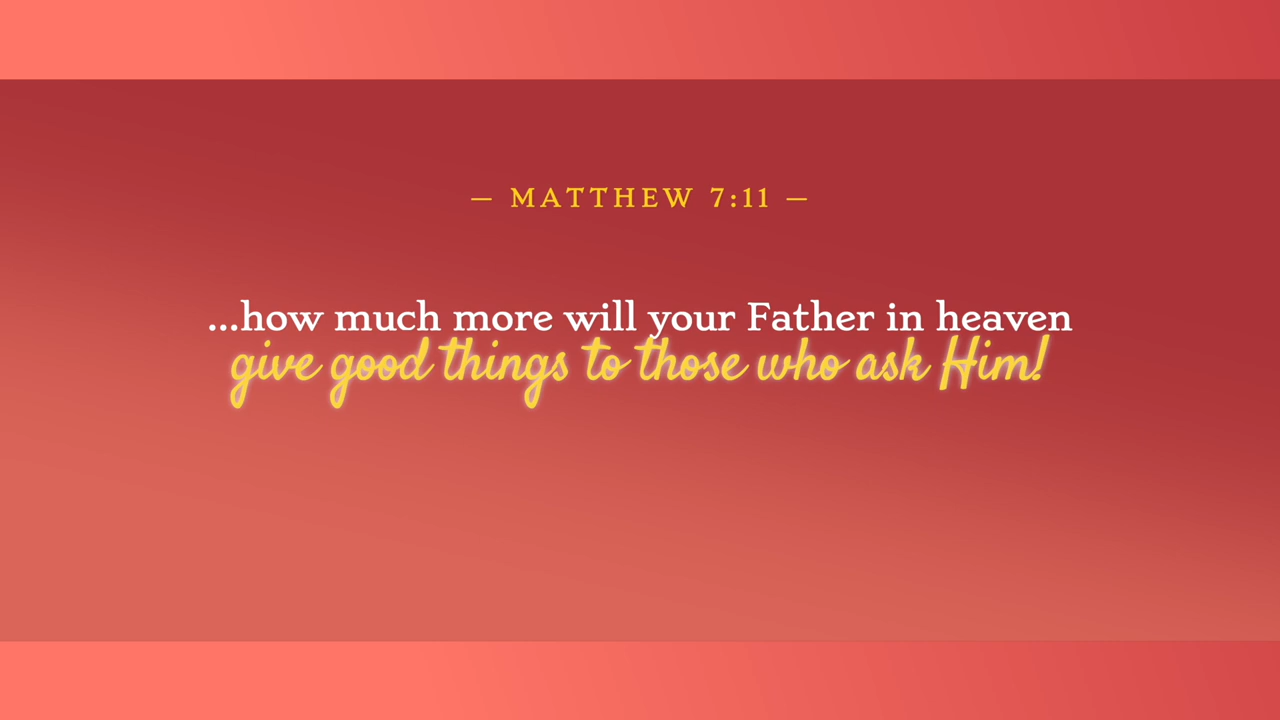 — MATTHEW 7:11 —
...how much more will your Father in heaven
give good things to those who ask Him!